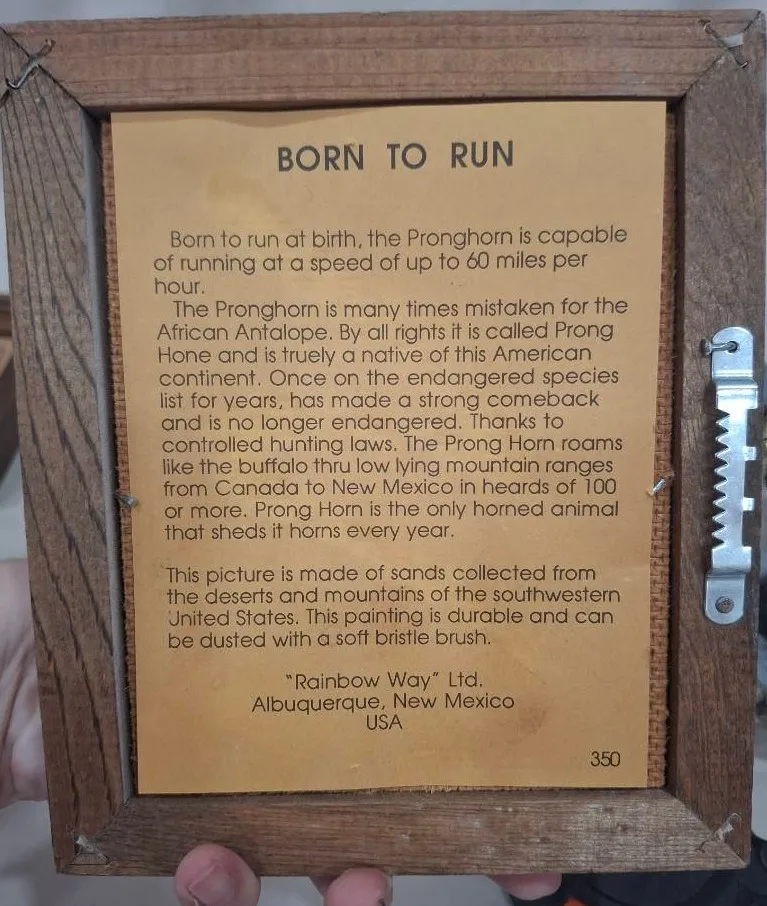 BORN TO RUN
Born to run at birth, the Pronghorn is capable
of running at a speed of up to 60 miles per
hour.
The Pronghorn is many times mistaken for the
African Antalope. By all rights it is called Prong
Hone and is truely a native of this American
continent. Once on the endangered species
list for years, has made a strong comeback
and is no longer endangered. Thanks to
controlled hunting laws. The Prong Horn roams
like the buffalo thru low lying mountain ranges
from Canada to New Mexico in heards of 100
or more. Prong Horn is the only horned animal
that sheds it horns every year.
This picture is made of sands collected from
the deserts and mountains of the southwestern
United States. This painting is durable and can
be dusted with a soft bristle brush.
"Rainbow Way" Ltd.
Albuquerque, New Mexico
USA
350